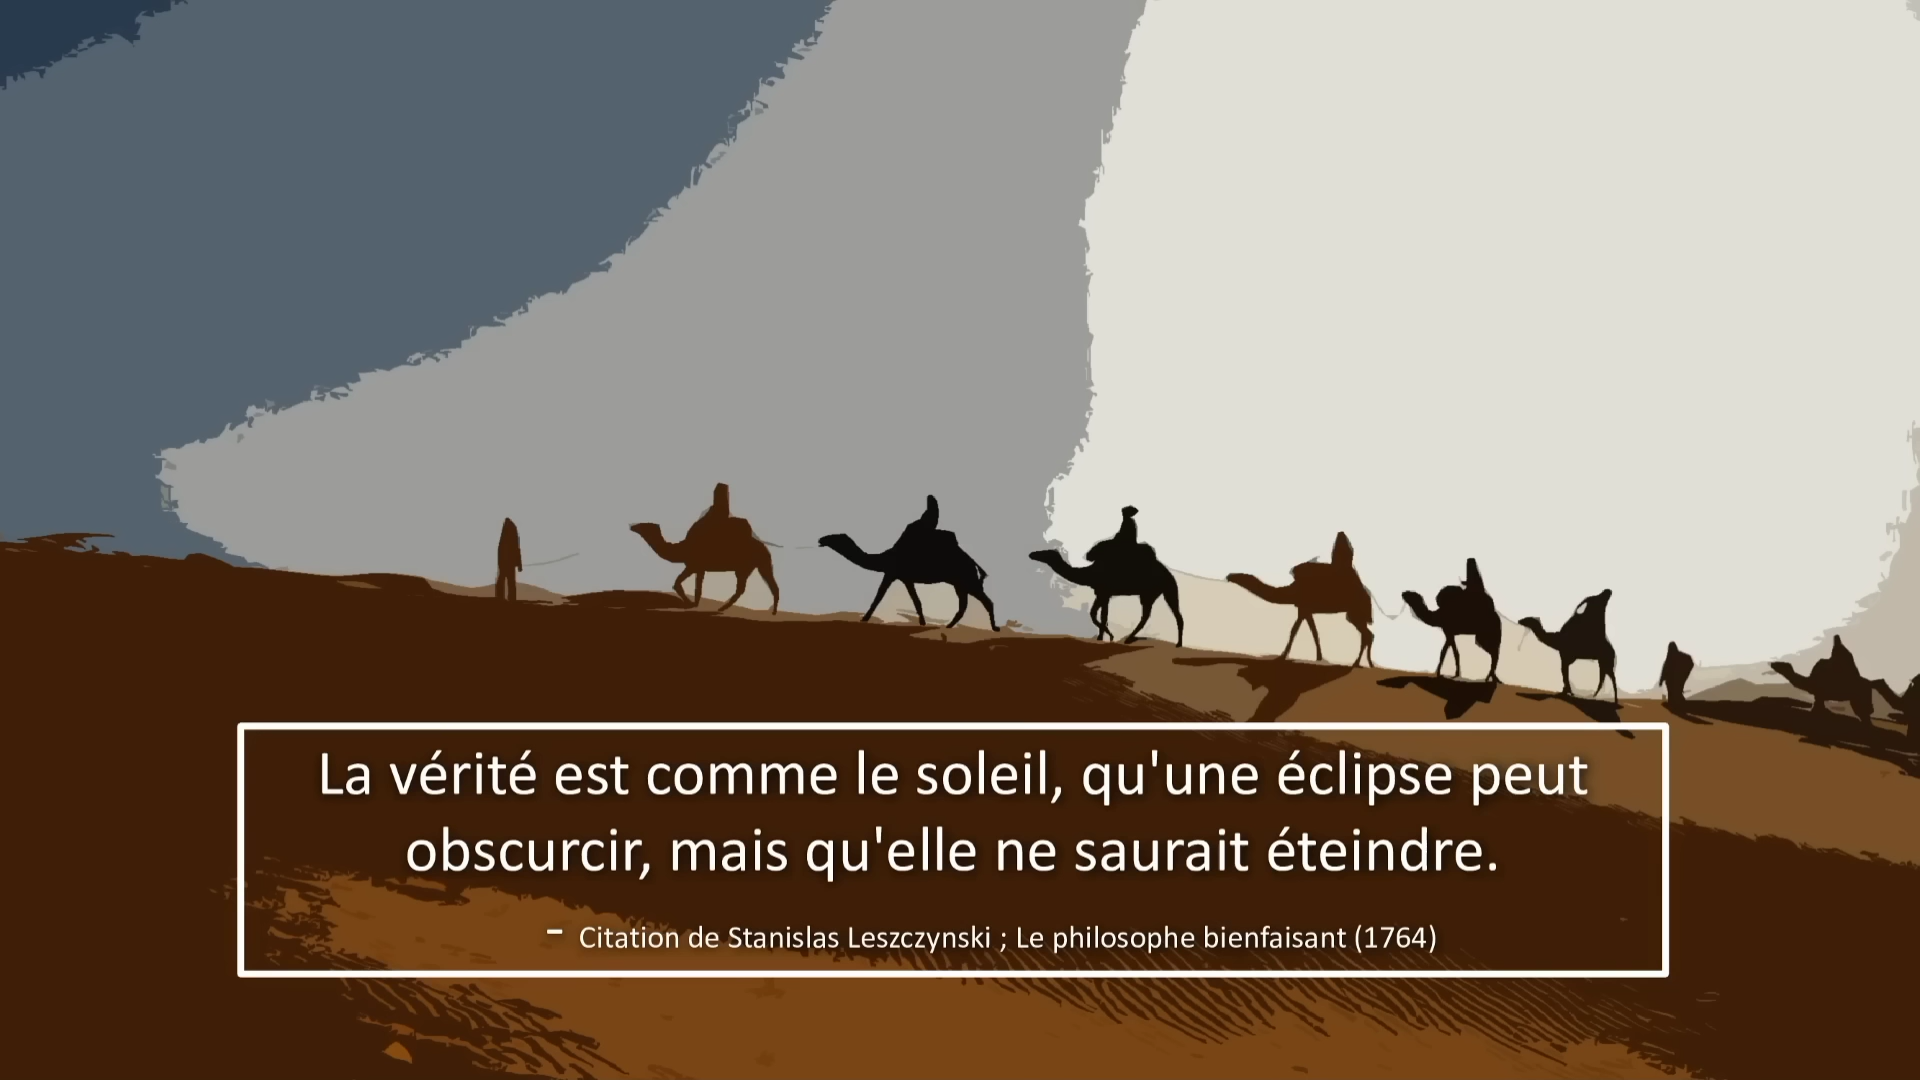 La vérité est comme le soleil, qu'une éclipse peut
obscurcir, mais qu'elle ne saurait éteindre.
- Citation de Stanislas Leszczynski ; Le philosophe bienfaisant (1764)